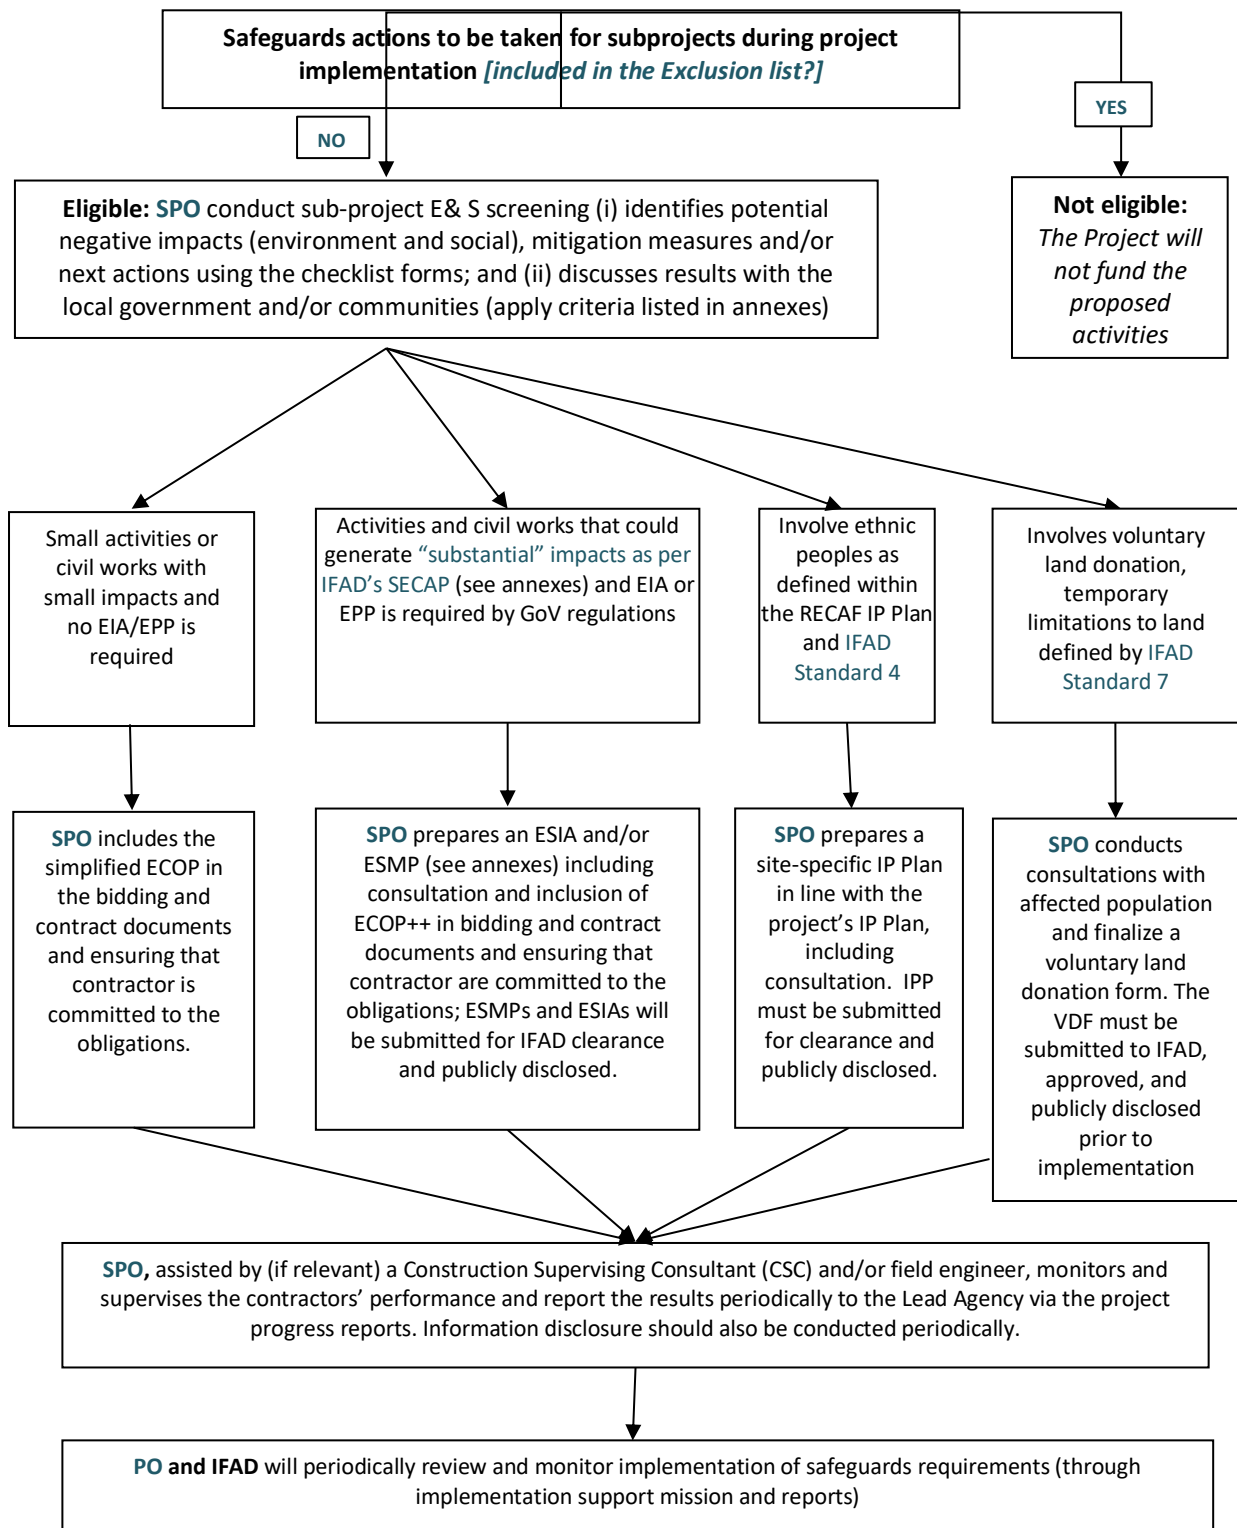 Safeguards actions to be taken for subprojects during project
implementation [included in the Exclusion list?]
YES
NO
Eligible: SPO conduct sub-project E& S screening (i) identifies potential
negative impacts (environment and social), mitigation measures and/or
next actions using the checklist forms; and (ii) discusses results with the
local government and/or communities (apply criteria listed in annexes)
Not eligible:
The Project will
not fund the
proposed
activities
Small activities or
civil works with
small impacts and
no EIA/EPP is
required
Activities and civil works that could
generate “substantial” impacts as per
IFAD’s SECAP (see annexes) and EIA or
EPP is required by GoV regulations
Involve ethnic
peoples as
defined within
the RECAF IP Plan
and IFAD
Standard 4
Involves voluntary
land donation,
temporary
limitations to land
defined by IFAD
Standard 7
SPO includes the
simplified ECOP in
the bidding and
contract documents
and ensuring that
contractor is
committed to the
obligations.
SPO prepares an ESIA and/or
ESMP (see annexes) including
consultation and inclusion of
ECOP++ in bidding and contract
documents and ensuring that
contractor are committed to the
obligations; ESMPs and ESIAs will
be submitted for IFAD clearance
and publicly disclosed.
SPO prepares a
site-specific IP Plan
in line with the
project’s IP Plan,
including
consultation. IPP
must be submitted
for clearance and
publicly disclosed.
SPO conducts
consultations with
affected population
and finalize a
voluntary land
donation form. The
VDF must be
submitted to IFAD,
approved, and
publicly disclosed
prior to
implementation
SPO, assisted by (if relevant) a Construction Supervising Consultant (CSC) and/or field engineer, monitors and
supervises the contractors’ performance and report the results periodically to the Lead Agency via the project
progress reports. Information disclosure should also be conducted periodically.
PO and IFAD will periodically review and monitor implementation of safeguards requirements (through
implementation support mission and reports)